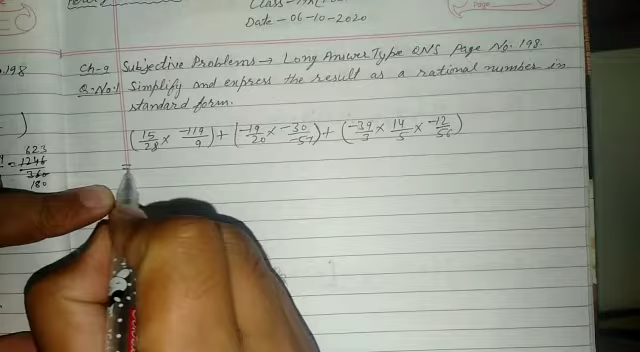 Date - 06-10-2020
.198
Ch-9 Subjective Problems → Long Answer Type QNS Page No. 198.
Q.No.1 Simplify and express the result as a rational number in
standard form.
(15/28 × -119/9) + (-19/20 × -30/-57) + (-39/3 × 14/5 × -12/56)
623
1246
360
180
=
Page